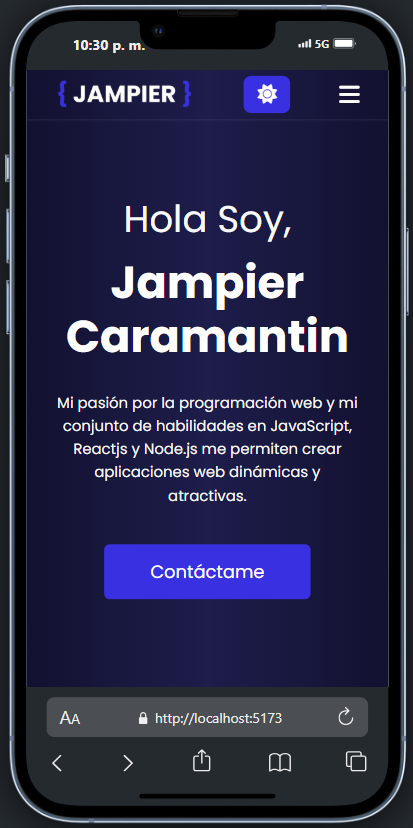 10:30 p. m.
5G
{ JAMPIER }
Hola Soy,
Jampier
Caramantin
Mi pasión por la programación web y mi
conjunto de habilidades en JavaScript,
Reactjs y Node.js me permiten crear
aplicaciones web dinámicas y
atractivas.
Contáctame
AA http://localhost:5173